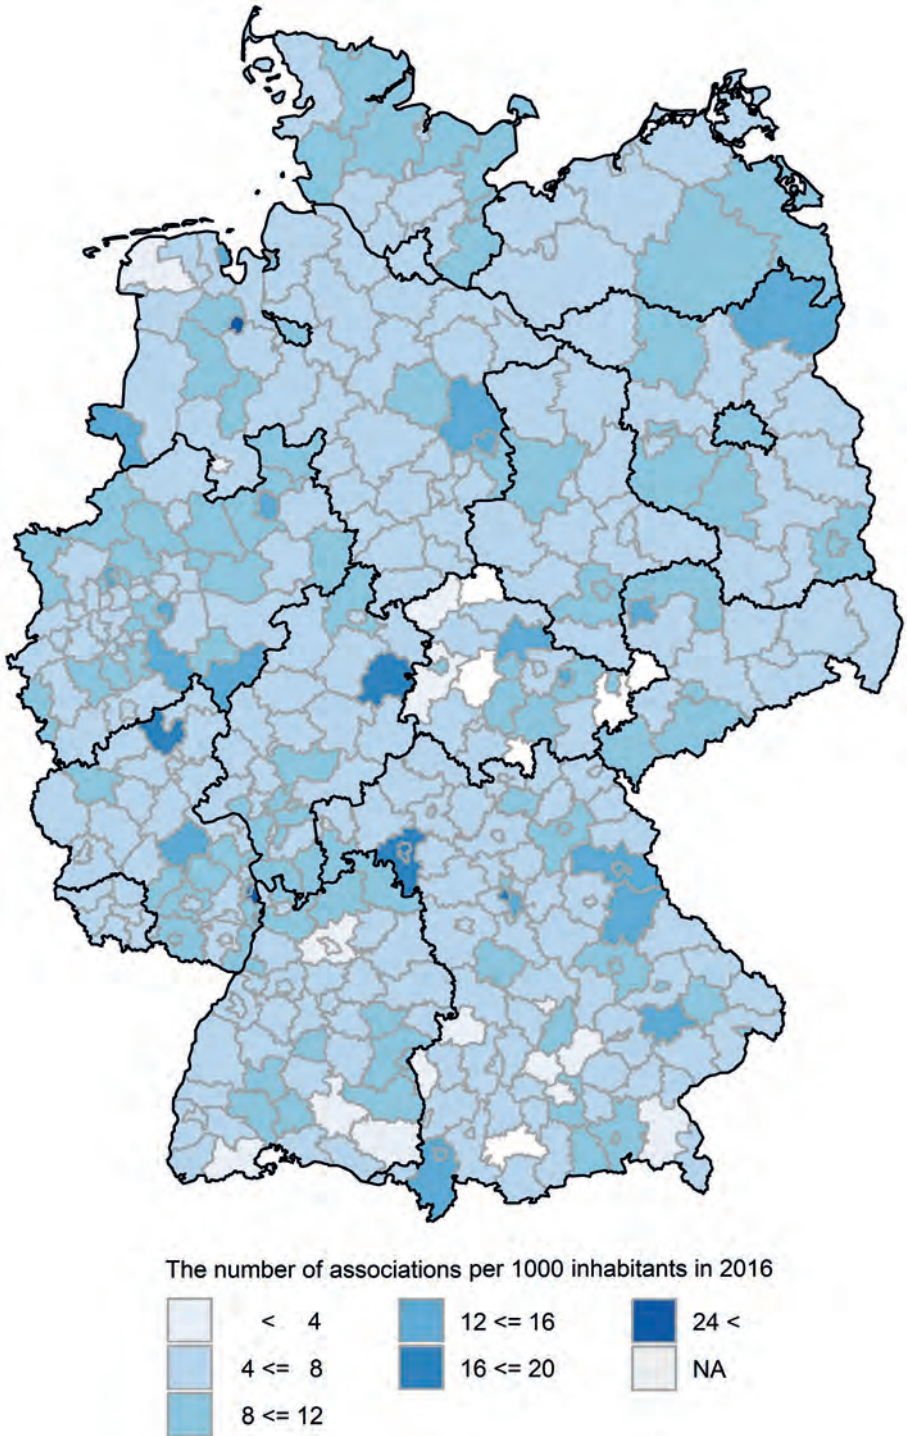 The number of associations per 1000 inhabitants in 2016
< 4
4 <= 8
8 <= 12
12 <= 16
16 <= 20
24 <
NA